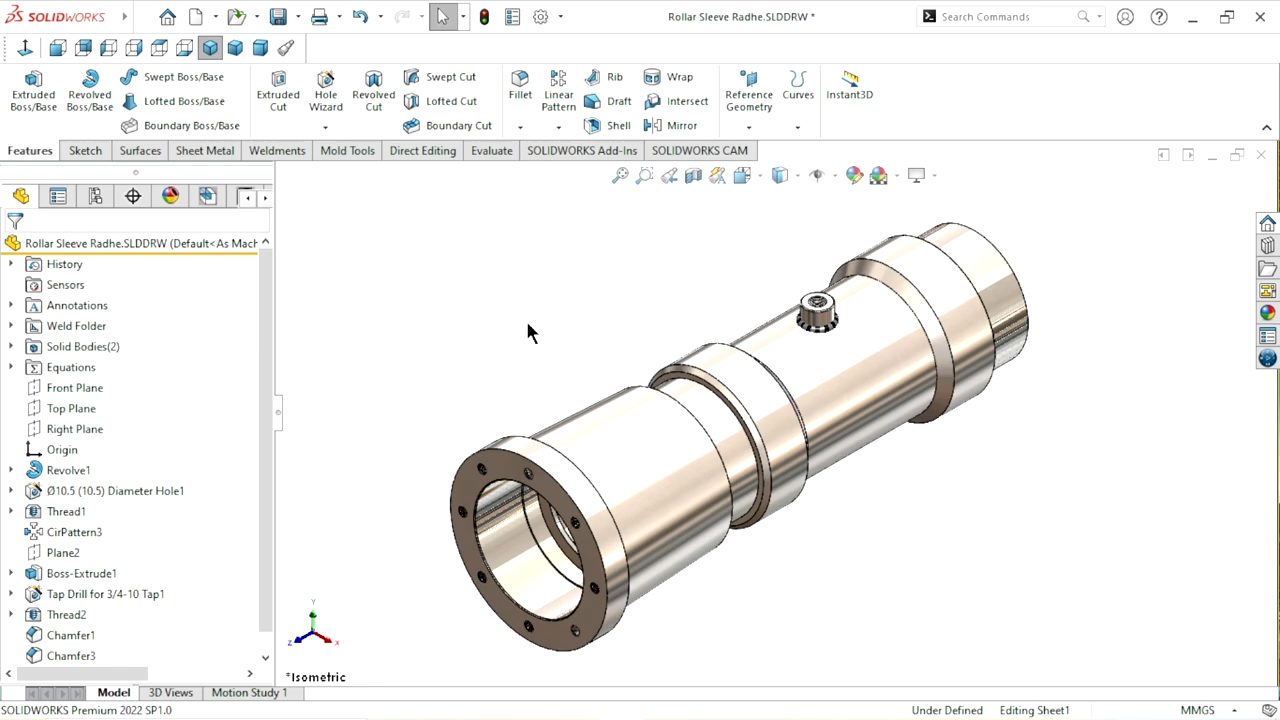 SOLIDWORKS
Rollar Sleeve Radhe.SLDDRW *
Search Commands
Extruded Boss/Base
Revolved Boss/Base
Swept Boss/Base
Lofted Boss/Base
Boundary Boss/Base
Extruded Cut
Hole Wizard
Revolved Cut
Swept Cut
Lofted Cut
Boundary Cut
Fillet
Linear Pattern
Rib
Draft
Shell
Wrap
Intersect
Mirror
Reference Geometry
Curves
Instant3D
Features Sketch Surfaces Sheet Metal Weldments Mold Tools Direct Editing Evaluate SOLIDWORKS Add-Ins SOLIDWORKS CAM
Rollar Sleeve Radhe.SLDDRW (Default<As Mach
History
Sensors
Annotations
Weld Folder
Solid Bodies(2)
Equations
Front Plane
Top Plane
Right Plane
Origin
Revolve1
Ø10.5 (10.5) Diameter Hole1
Thread1
CirPattern3
Plane2
Boss-Extrude1
Tap Drill for 3/4-10 Tap1
Thread2
Chamfer1
Chamfer3
Y
Z
X
*Isometric
Model 3D Views Motion Study 1
SOLIDWORKS Premium 2022 SP1.0
Under Defined Editing Sheet1 MMGS